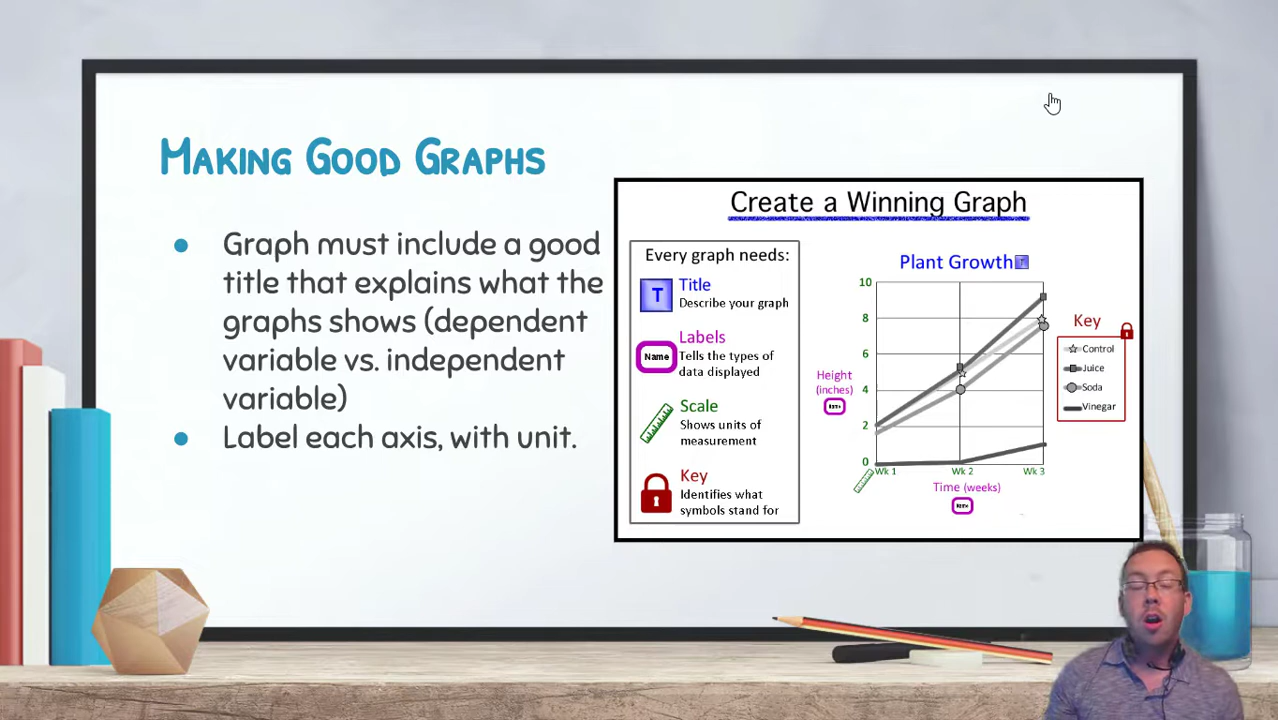 Making Good Graphs
● Graph must include a good
title that explains what the
graphs shows (dependent
variable vs. independent
variable)
● Label each axis, with unit.
Create a Winning Graph
Every graph needs:
T
Title
Describe your graph
Name
Labels
Tells the types of
data displayed
Scale
Shows units of
measurement
Key
Identifies what
symbols stand for
Plant Growth T
10
8
6
4
2
0
Height
(inches)
Name
Wk 1 Wk 2 Wk 3
Time (weeks)
Name
Key
Control
Juice
Soda
Vinegar